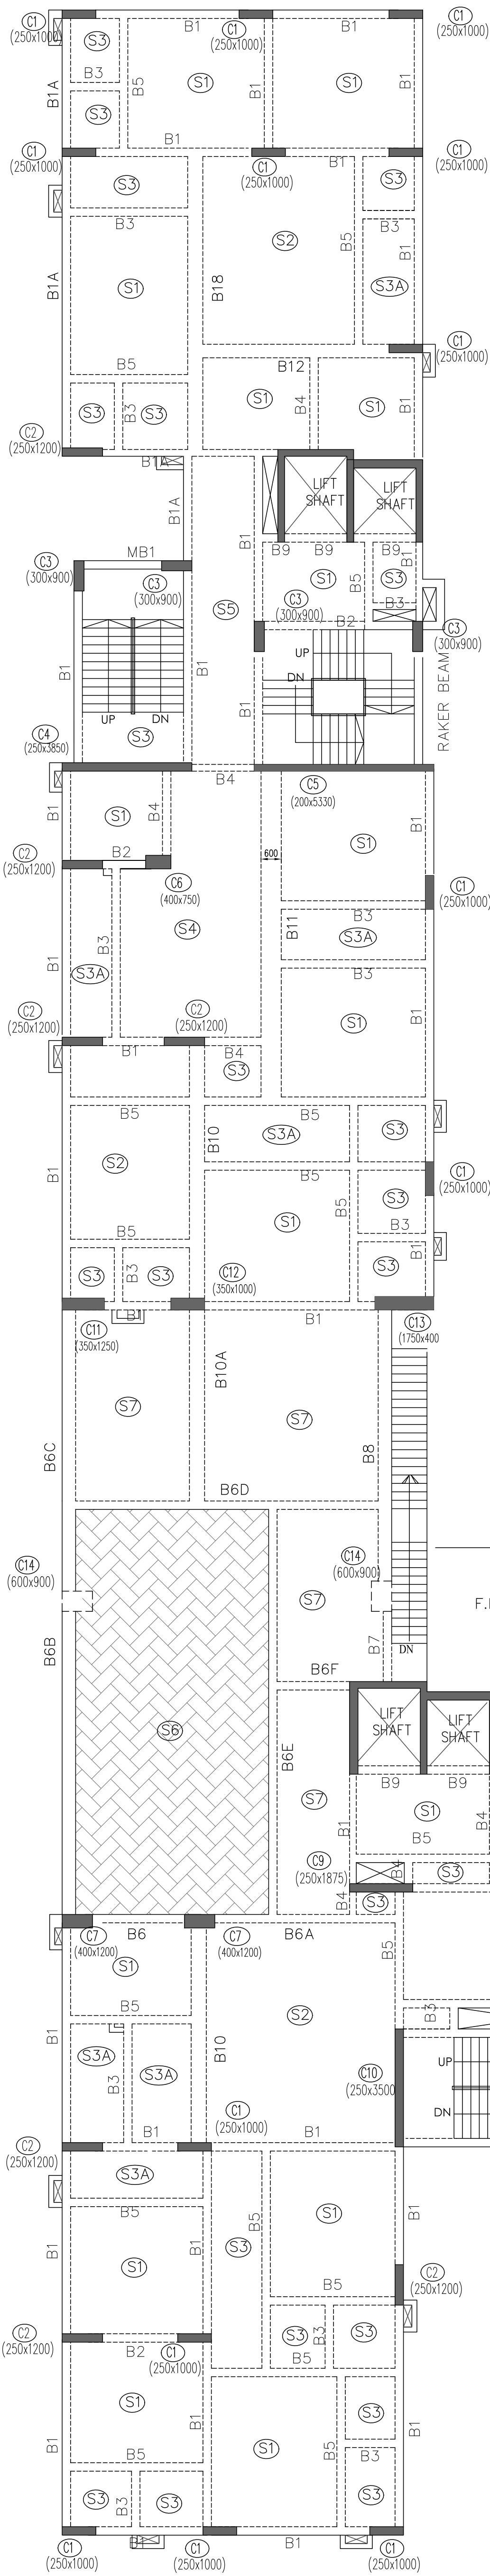 C1
(250x1000)
B1
C1
(250x1000)
B1
C1
(250x1000)
S3
B3
B5
S1
S1
B1
B1A
S3
B1
C1
(250x1000)
C1
(250x1000)
B1
C1
(250x1000)
S3
S3
B3
B3
S2
B5
B1
B1A
S1
B18
S3A
B5
B12
C1
(250x1000)
S3
B3
S3
S1
B4
S1
B1
C2
(250x1200)
B1A
LIFT
SHAFT
LIFT
SHAFT
B1A
MB1
B1
B9
B9
B1
C3
(300x900)
C3
(300x900)
S1
B5
S3
S5
C3
(300x900)
B3
B2
C3
(300x900)
UP
B1
B1
DN
RAKER BEAM
UP
DN
B1
C4
(250x3850)
S3
B4
C5
(200x5330)
B1
S1
B4
B1
C2
(250x1200)
B2
600
S1
C6
(400x750)
C1
(250x1000)
S4
B3
B3
B11
S3A
B1
S3A
B3
C2
(250x1200)
C2
(250x1200)
S1
B1
B1
B4
S3
B5
B5
S2
B10
S3A
S3
B1
B5
C1
(250x1000)
B5
S1
B5
S3
B3
S3
B3
S3
C12
(350x1000)
S3
B1
B1
B1
C11
(350x1250)
C13
(1750x400
B10A
S7
S7
B6C
B8
B6D
C14
(600x900)
C14
(600x900)
S7
F.
B6B
B7
DN
B6F
LIFT
SHAFT
LIFT
SHAFT
S6
B6E
B9
B9
S7
B1
S1
B4
B5
C9
(250x1875)
B4
S3
B4
S3
C7
(400x1200)
B6
C7
(400x1200)
B6A
B5
S1
B5
S2
B3
B1
S3A
B3
S3A
B10
UP
C10
(250x3500
DN
C1
(250x1000)
B1
B1
C2
(250x1200)
S3A
B5
B5
S3
S1
B1
B1
S1
B1
B5
C2
(250x1200)
S3
B3
S3
B5
C2
(250x1200)
B2
C1
(250x1000)
S1
B1
S3
B1
B5
S1
B5
B3
B1
S3
B3
S3
S3
B1
B1
C1
(250x1000)
C1
(250x1000)
C1
(250x1000)